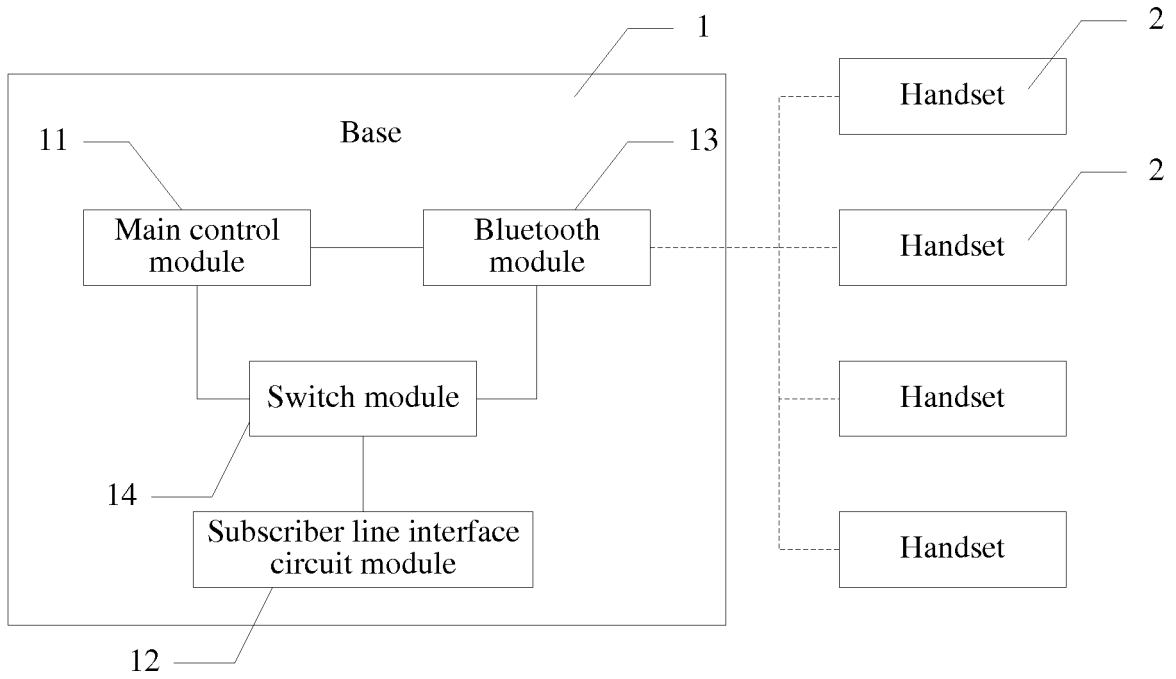 1
2
Handset
Base
11
13
2
Main control
module
Bluetooth
module
Handset
Switch module
Handset
14
Subscriber line interface
circuit module
Handset
12